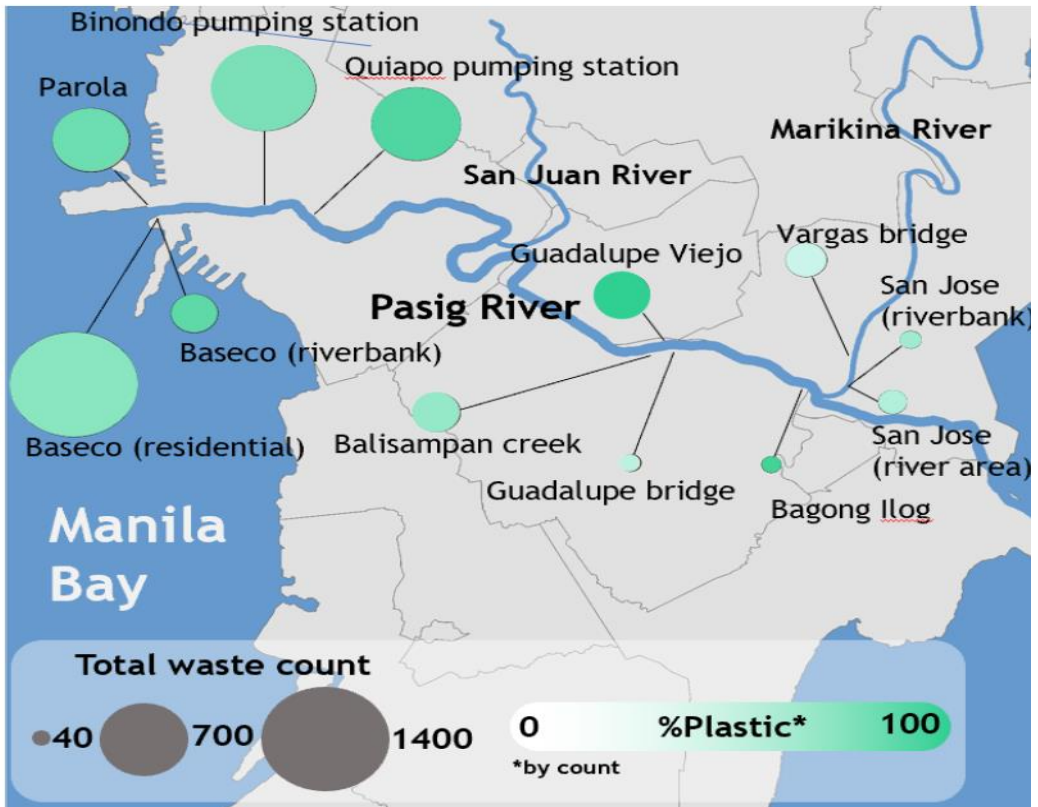 Binondo pumping station
Quiapo pumping station
Parola
Marikina River
San Juan River
Vargas bridge
Guadalupe Viejo
San Jose
(riverbank)
Pasig River
Baseco (riverbank)
Baseco (residential)
Balisampan creek
San Jose
(river area)
Guadalupe bridge
Bagong Ilog
Manila
Bay
Total waste count
40 700 1400
0 %Plastic* 100
*by count